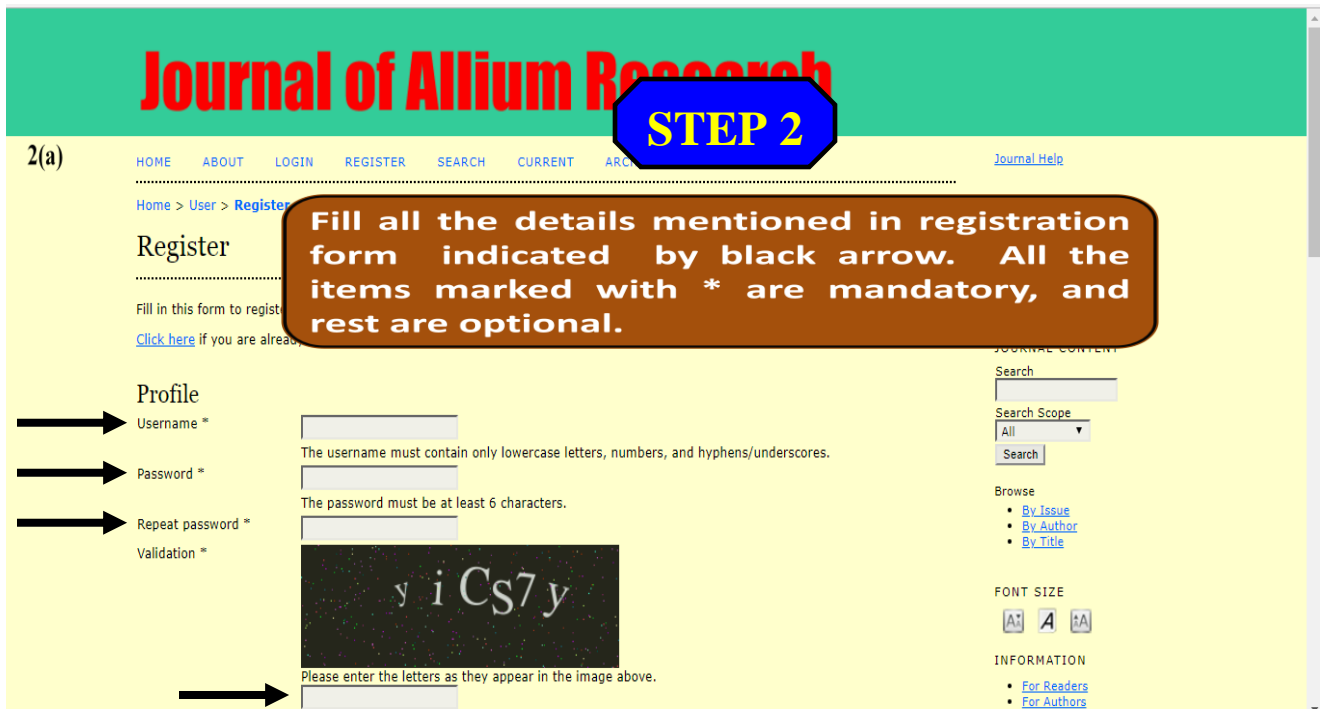 Journal of Allium Research
STEP 2
2(a)
HOME ABOUT LOGIN REGISTER SEARCH CURRENT
Journal Help
Home > User > Register
Register
Fill all the details mentioned in registration
form indicated by black arrow. All the
items marked with * are mandatory, and
rest are optional.
Fill in this form to
Click here if you are
Profile
Username *
The username must contain only lowercase letters, numbers, and hyphens/underscores.
Password *
The password must be at least 6 characters.
Repeat password *
Validation *
y i Cs7 y
Please enter the letters as they appear in the image above.
JOURNAL CONTENT
Search
Search Scope
All
Search
Browse
By Issue
By Author
By Title
FONT SIZE
A A A
INFORMATION
For Readers
For Authors